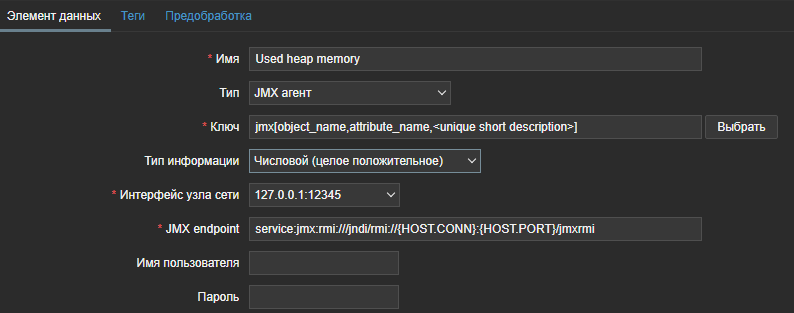 Элемент данных Теги Предобработка
* Имя Used heap memory
Тип JMX агент
* Ключ jmx[object_name,attribute_name,<unique short description>] Выбрать
Тип информации Числовой (целое положительное)
* Интерфейс узла сети 127.0.0.1:12345
* JMX endpoint service:jmx:rmi:///jndi/rmi://{HOST.CONN}:{HOST.PORT}/jmxrmi
Имя пользователя
Пароль